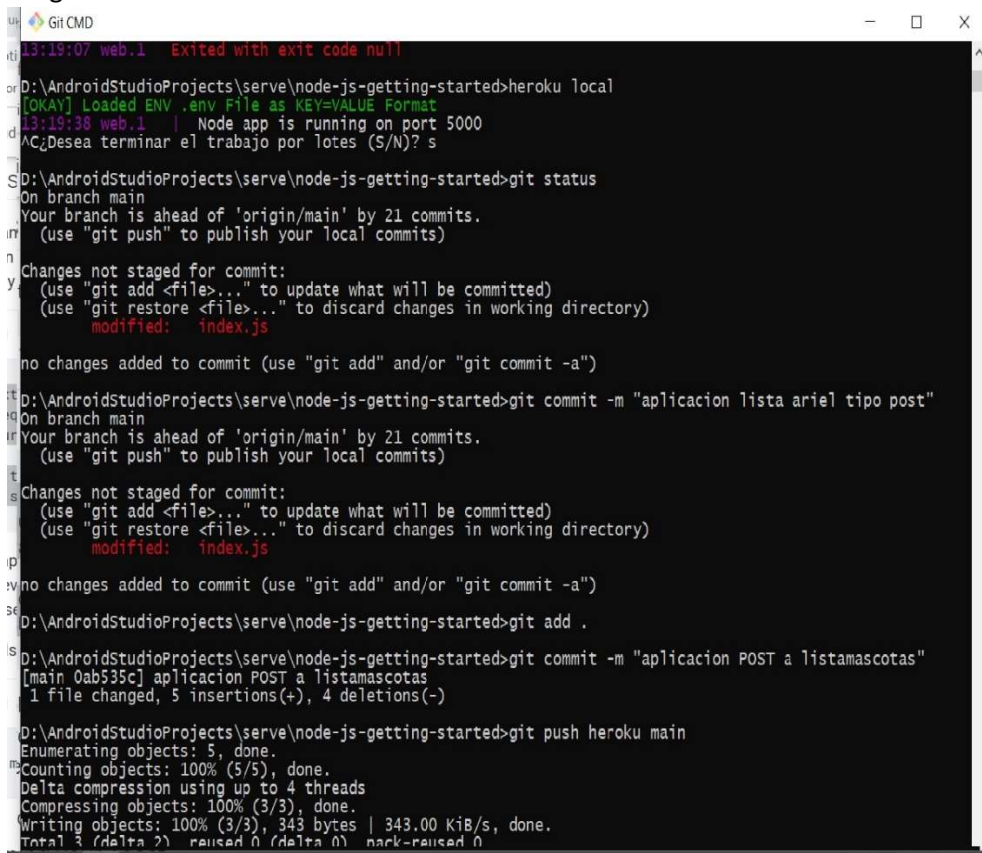 Git CMD
13:19:07 web.1 Exited with exit code null
D:\AndroidStudioProjects\serve\node-js-getting-started>heroku local
[OKAY] Loaded ENV .env File as KEY=VALUE Format
13:19:38 web.1 | Node app is running on port 5000
^C¿Desea terminar el trabajo por lotes (S/N)? s
D:\AndroidStudioProjects\serve\node-js-getting-started>git status
On branch main
Your branch is ahead of 'origin/main' by 21 commits.
(use "git push" to publish your local commits)
Changes not staged for commit:
(use "git add <file>..." to update what will be committed)
(use "git restore <file>..." to discard changes in working directory)
modified: index.js
no changes added to commit (use "git add" and/or "git commit -a")
D:\AndroidStudioProjects\serve\node-js-getting-started>git commit -m "aplicacion lista ariel tipo post"
On branch main
Your branch is ahead of 'origin/main' by 21 commits.
(use "git push" to publish your local commits)
Changes not staged for commit:
(use "git add <file>..." to update what will be committed)
(use "git restore <file>..." to discard changes in working directory)
modified: index.js
no changes added to commit (use "git add" and/or "git commit -a")
D:\AndroidStudioProjects\serve\node-js-getting-started>git add .
D:\AndroidStudioProjects\serve\node-js-getting-started>git commit -m "aplicacion POST a listamascotas"
[main 0ab535c] aplicacion POST a listamascotas
1 file changed, 5 insertions(+), 4 deletions(-)
D:\AndroidStudioProjects\serve\node-js-getting-started>git push heroku main
Enumerating objects: 5, done.
Counting objects: 100% (5/5), done.
Delta compression using up to 4 threads
Compressing objects: 100% (3/3), done.
Writing objects: 100% (3/3), 343 bytes | 343.00 KiB/s, done.
Total 3 (delta 2), reused 0 (delta 0), pack-reused 0